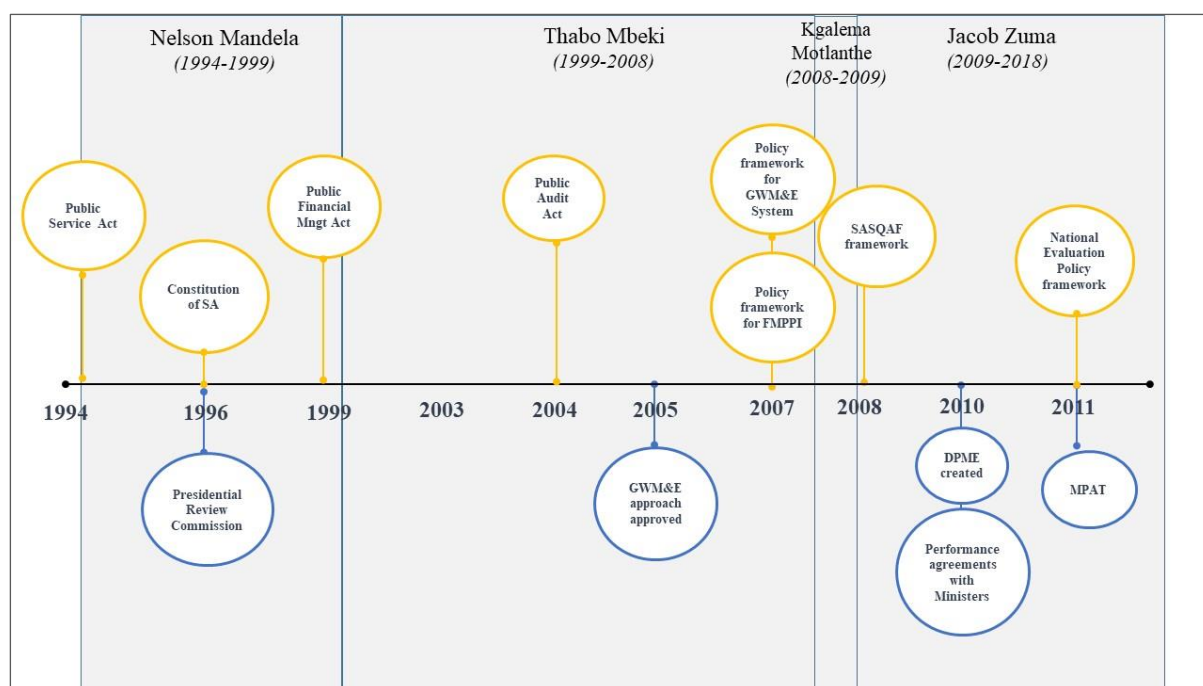 Nelson Mandela
(1994-1999)
Thabo Mbeki
(1999-2008)
Kgalema
Motlanthe
(2008-2009)
Jacob Zuma
(2009-2018)
Public
Service Act
Constitution
of SA
Public
Financial
Mngt Act
Public
Audit
Act
Policy
framework
for
GWM&E
System
Policy
framework
for FMPPI
SASQAF
framework
National
Evaluation
Policy
framework
1994
1996
1999
2003
2004
2005
2007
2008
2010
2011
Presidential
Review
Commission
GWM&E
approach
approved
DPME
created
Performance
agreements
with
Ministers
MPAT